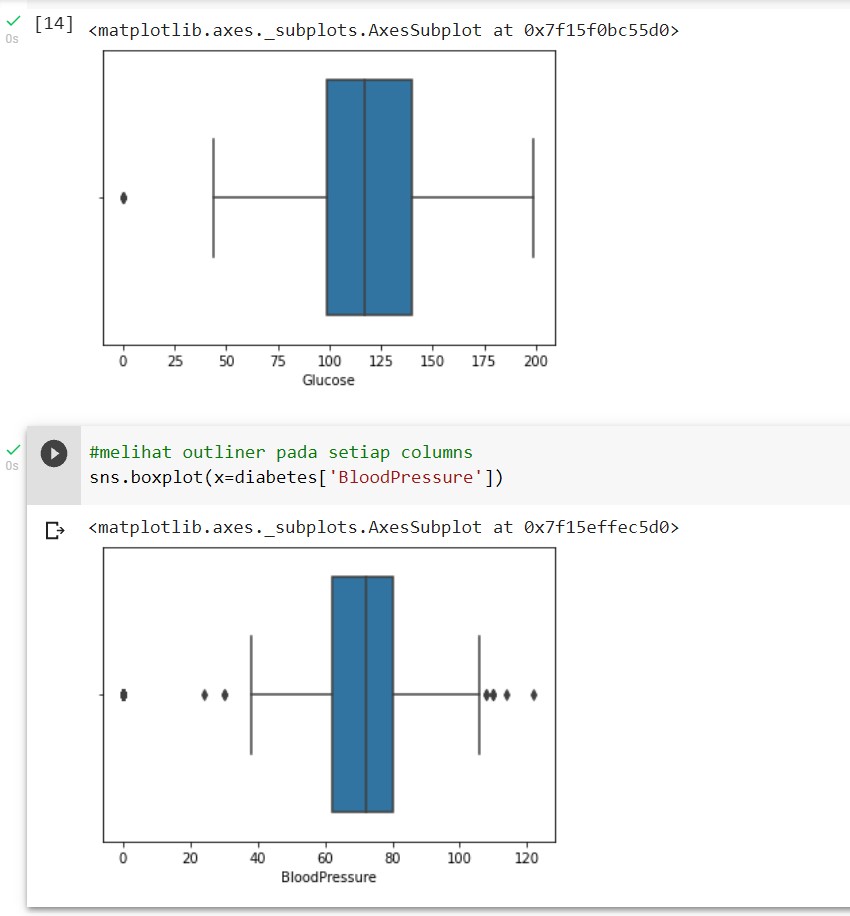 [14] <matplotlib.axes._subplots.AxesSubplot at 0x7f15f0bc55d0>
0s
0 25 50 75 100 125 150 175 200
Glucose
#melihat outliner pada setiap columns
0s
sns.boxplot(x=diabetes['BloodPressure'])
<matplotlib.axes._subplots.AxesSubplot at 0x7f15effec5d0>
0 20 40 60 80 100 120
BloodPressure